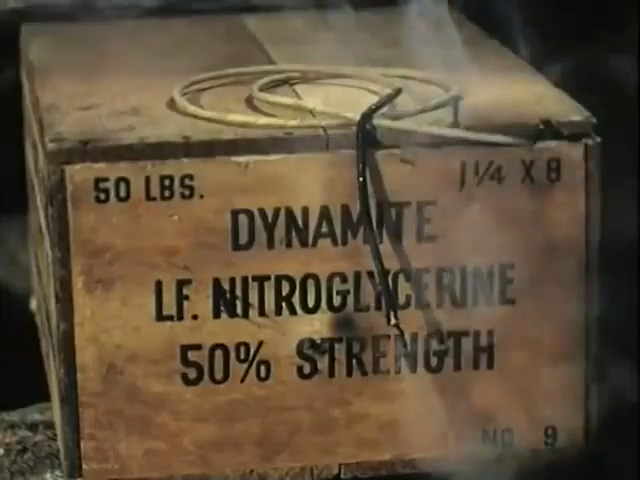 50 LBS. 1¼ X 8
DYNAMITE
LF. NITROGLYCERINE
50% STRENGTH
NO. 9